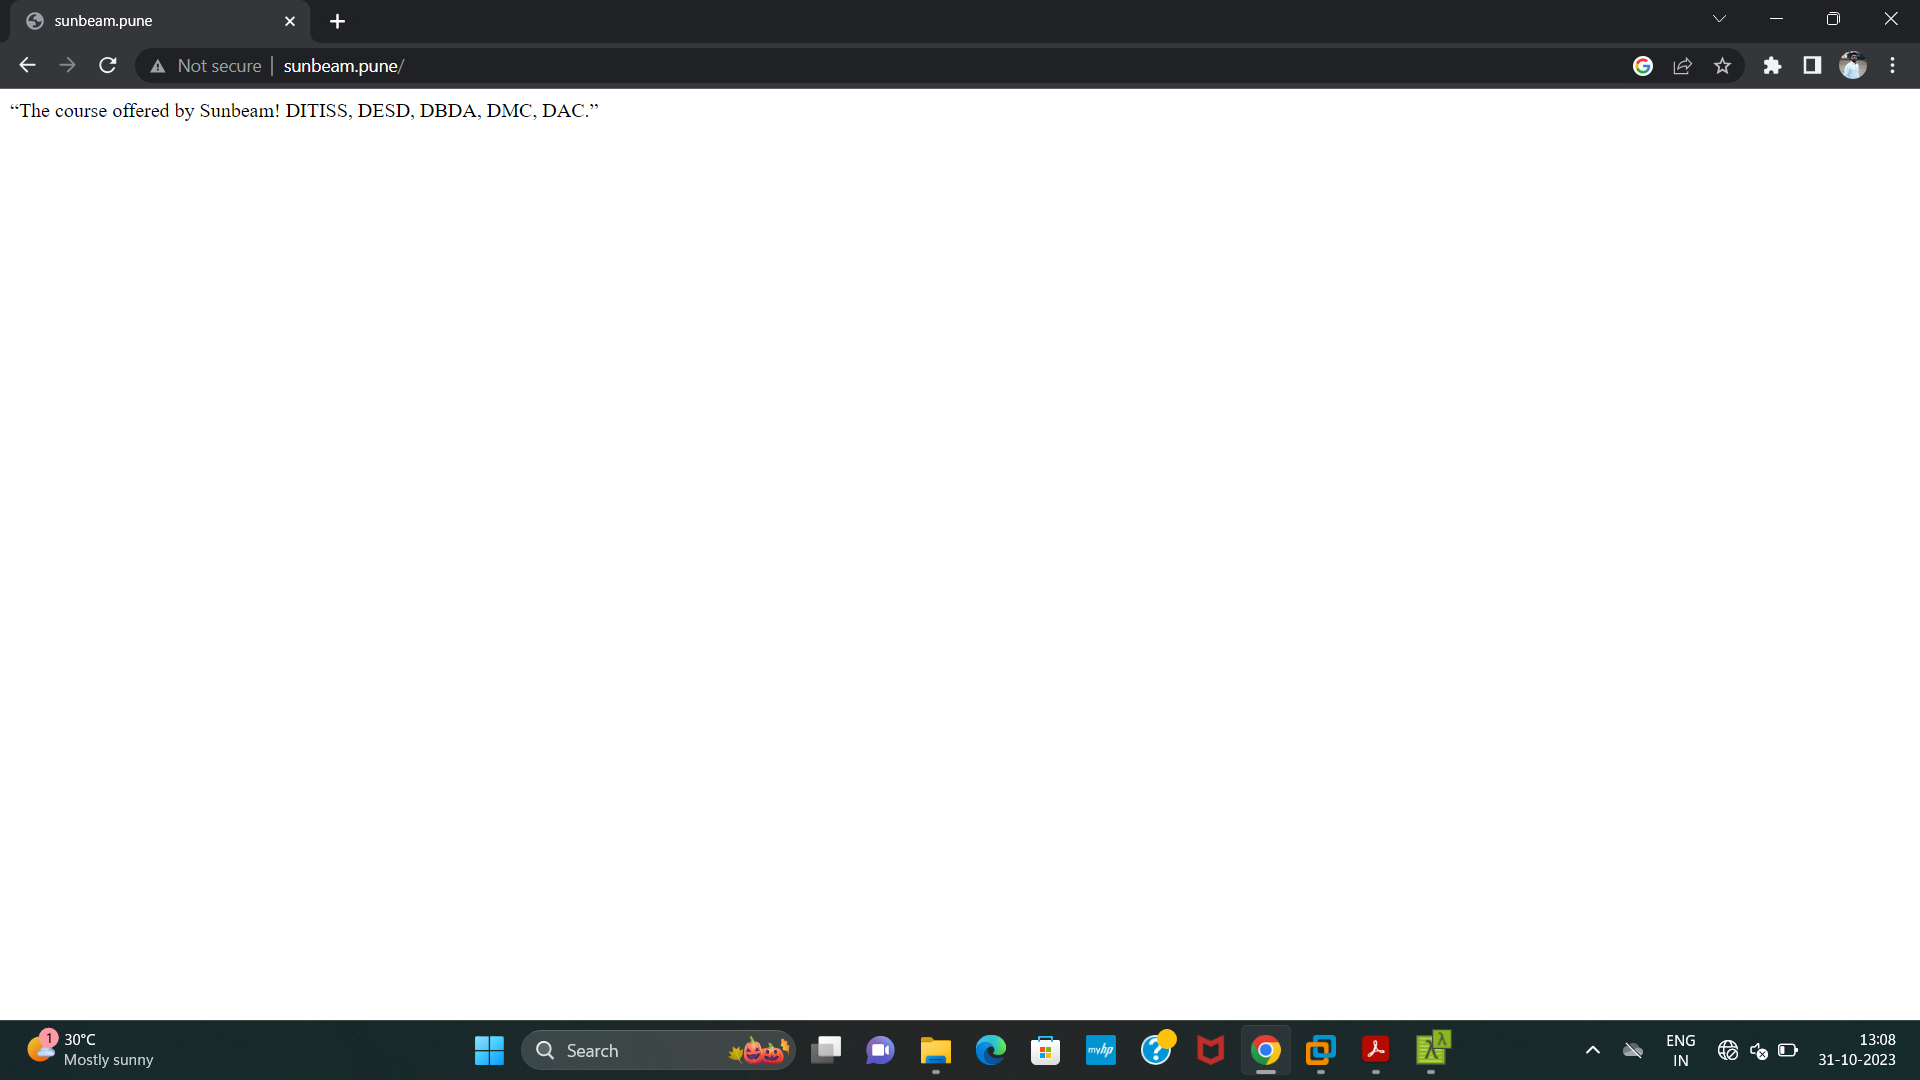 sunbeam.pune
Not secure
sunbeam.pune/
“The course offered by Sunbeam! DITISS, DESD, DBDA, DMC, DAC.”
1
30°C
Mostly sunny
Search
myhp
ENG
IN
13:08
31-10-2023